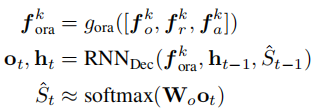 f^k_ora = g_ora([f^k_o, f^k_r, f^k_a])
o_t, h_t = RNN_Dec(f^k_ora, h_{t−1}, Ŝ_{t−1})
Ŝ_t ≈ softmax(W_o o_t)